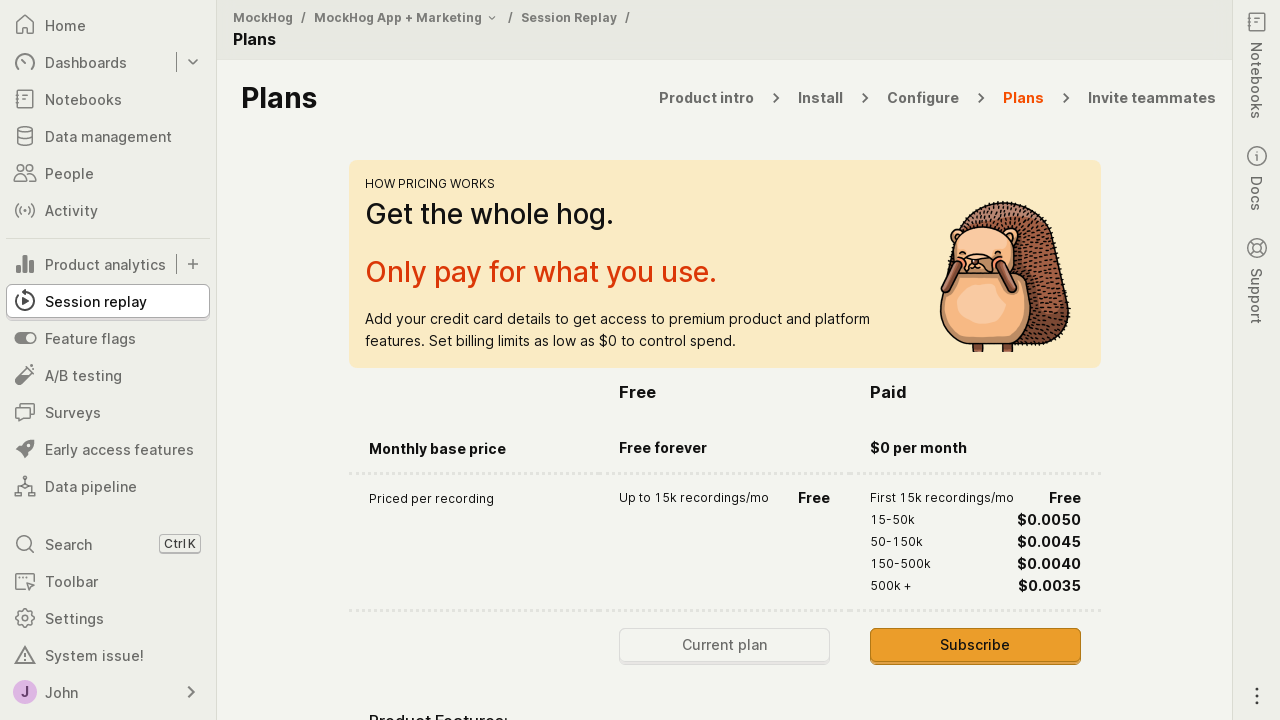 Home
Dashboards
Notebooks
Data management
People
Activity
Product analytics
Session replay
Feature flags
A/B testing
Surveys
Early access features
Data pipeline
Search
Ctrl K
Toolbar
Settings
System issue!
J
John
MockHog / MockHog App + Marketing / Session Replay /
Plans
Plans
Product intro > Install > Configure > Plans > Invite teammates
HOW PRICING WORKS
Get the whole hog.
Only pay for what you use.
Add your credit card details to get access to premium product and platform
features. Set billing limits as low as $0 to control spend.
Free Paid
Monthly base price Free forever $0 per month
Priced per recording Up to 15k recordings/mo Free First 15k recordings/mo Free
15-50k $0.0050
50-150k $0.0045
150-500k $0.0040
500k + $0.0035
Current plan Subscribe
Product Features:
Notebooks
Docs
Support